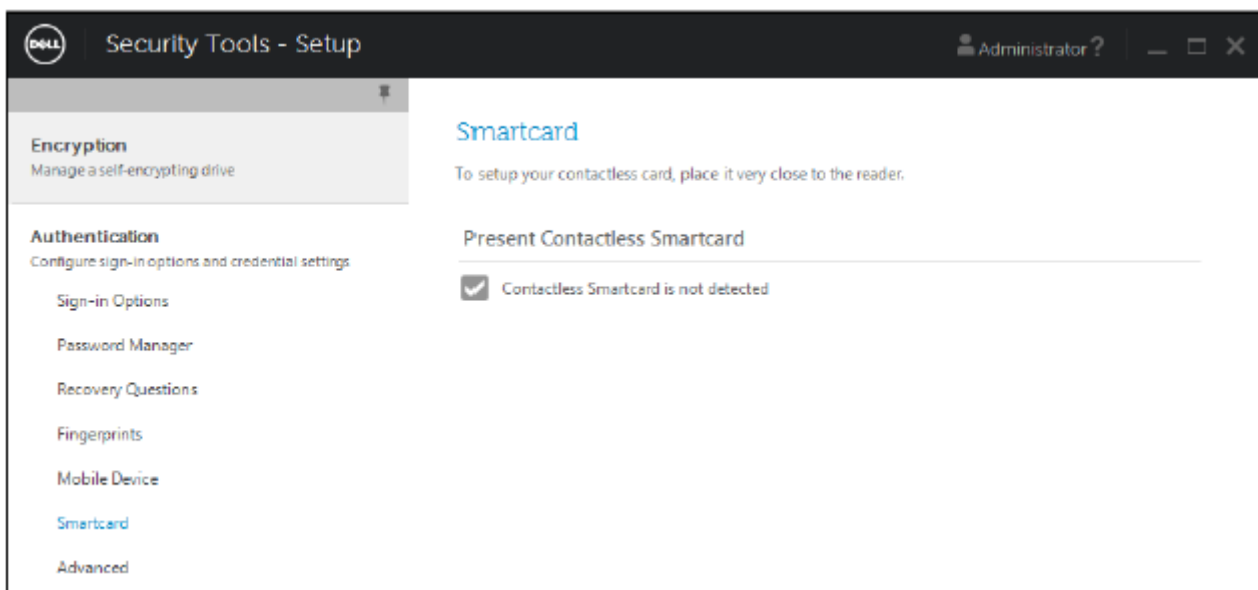 DELL
Security Tools - Setup
Administrator ?
Encryption
Manage a self-encrypting drive
Authentication
Configure sign-in options and credential settings
Sign-in Options
Password Manager
Recovery Questions
Fingerprints
Mobile Device
Smartcard
Advanced
Smartcard
To setup your contactless card, place it very close to the reader.
Present Contactless Smartcard
Contactless Smartcard is not detected